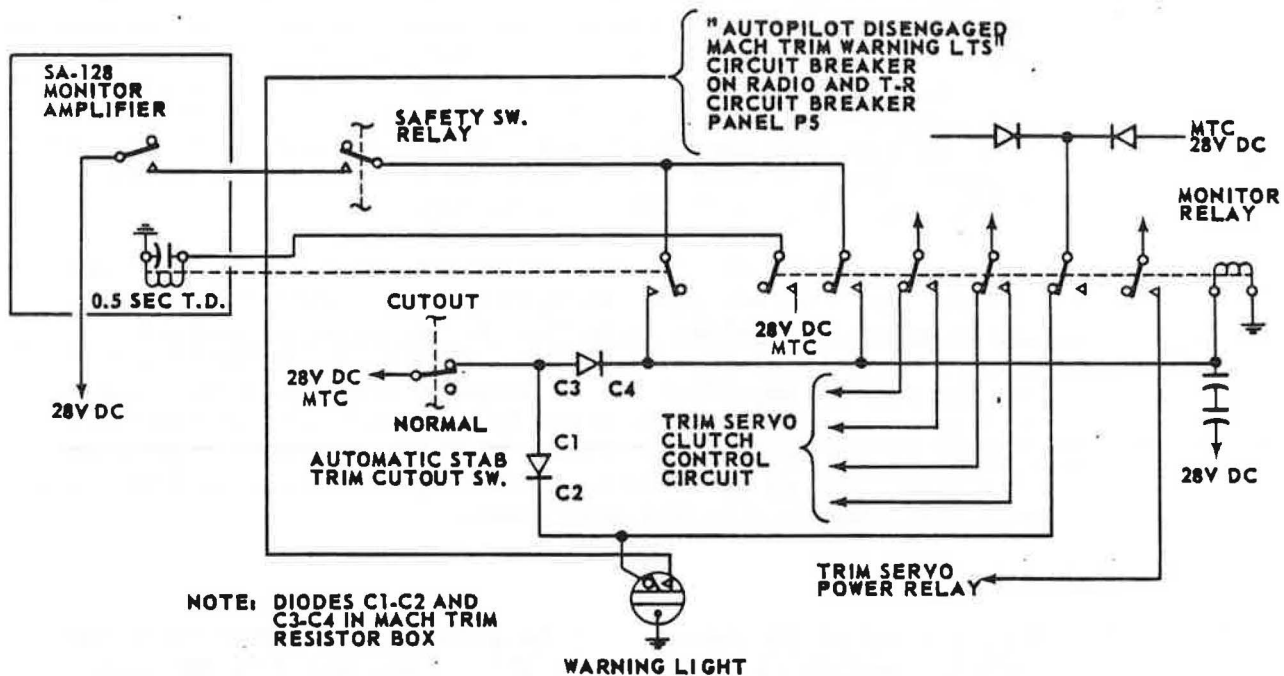 "AUTOPILOT DISENGAGED
MACH TRIM WARNING LTS"
CIRCUIT BREAKER
ON RADIO AND T-R
CIRCUIT BREAKER
PANEL P5
SA-128
MONITOR
AMPLIFIER
SAFETY SW.
RELAY
MTC
28V DC
MONITOR
RELAY
0.5 SEC T.D.
CUTOUT
28V DC
MTC
28V DC
MTC
C3
C4
28V DC
NORMAL
C1
AUTOMATIC STAB
TRIM CUTOUT SW.
C2
TRIM SERVO
CLUTCH
CONTROL
CIRCUIT
28V DC
TRIM SERVO
POWER RELAY
NOTE: DIODES C1-C2 AND
C3-C4 IN MACH TRIM
RESISTOR BOX
WARNING LIGHT